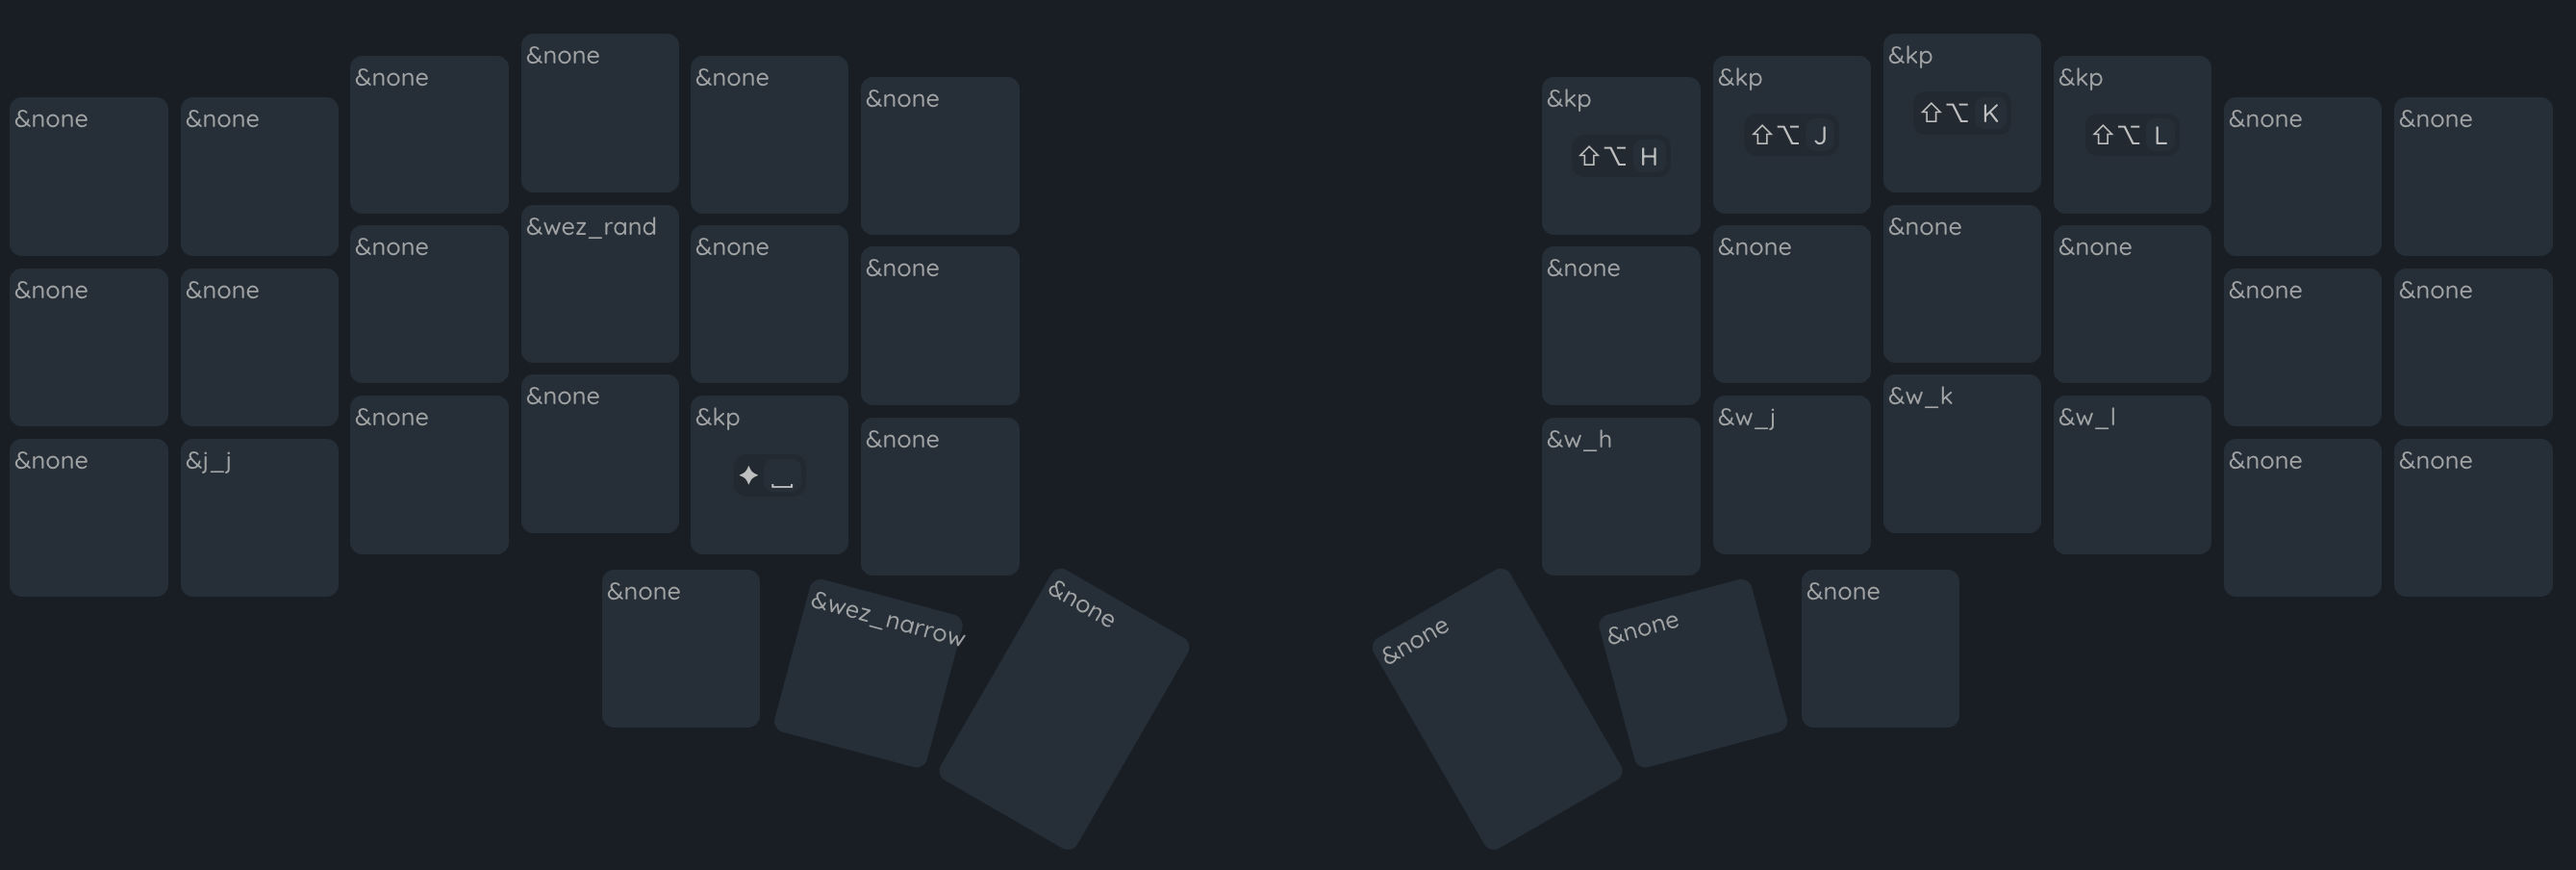 &none &none &none &none &none &none &kp &kp &kp &kp &none &none
⇧⌥ H ⇧⌥ J ⇧⌥ K ⇧⌥ L
&none &none &none &wez_rand &none &none &none &none &none &none &none &none
&none &j_j &none &none &kp &none &w_h &w_j &w_k &w_l &none &none
✦ ⎵
&none &wez_narrow &none &none &none &none